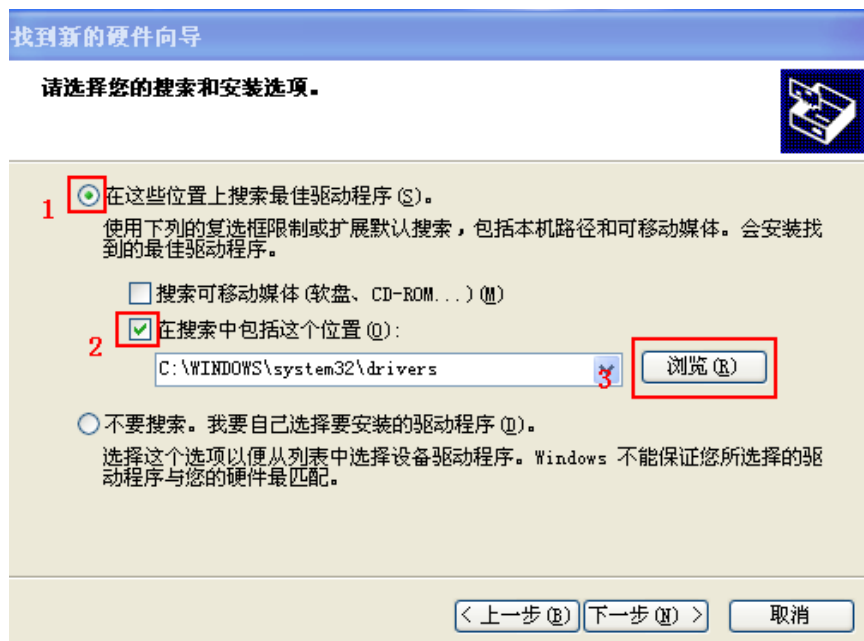 找到新的硬件向导
请选择您的搜索和安装选项。
1
在这些位置上搜索最佳驱动程序(S)。
使用下列的复选框限制或扩展默认搜索，包括本机路径和可移动媒体。会安装找
到的最佳驱动程序。
搜索可移动媒体(软盘、CD-ROM...)(M)
2
在搜索中包括这个位置(O):
C:\WINDOWS\system32\drivers
3
浏览(R)
不要搜索。我要自己选择要安装的驱动程序(D)。
选择这个选项以便从列表中选择设备驱动程序。Windows 不能保证您所选择的驱
动程序与您的硬件最匹配。
< 上一步(B)
下一步(N) >
取消